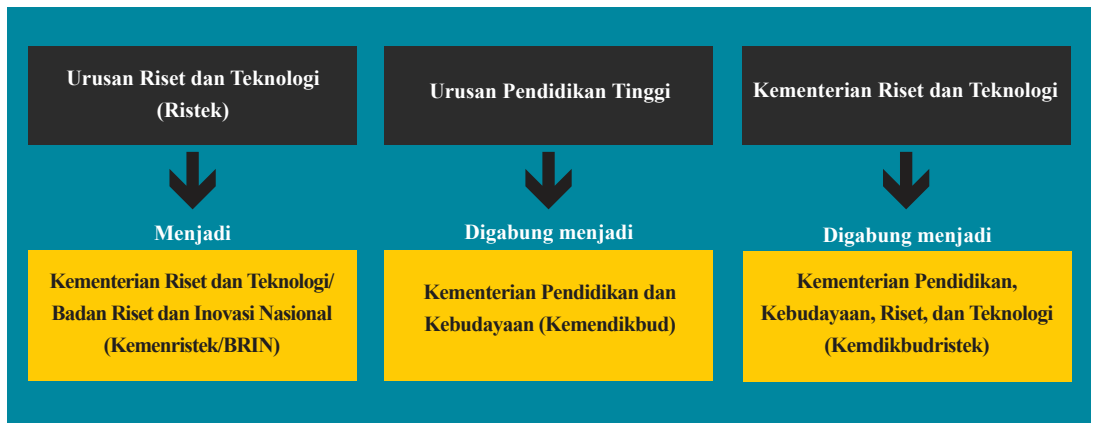 Urusan Riset dan Teknologi
(Ristek)
Menjadi
Kementerian Riset dan Teknologi/
Badan Riset dan Inovasi Nasional
(Kemenristek/BRIN)
Urusan Pendidikan Tinggi
Digabung menjadi
Kementerian Pendidikan dan
Kebudayaan (Kemendikbud)
Kementerian Riset dan Teknologi
Digabung menjadi
Kementerian Pendidikan,
Kebudayaan, Riset, dan Teknologi
(Kemdikbudristek)